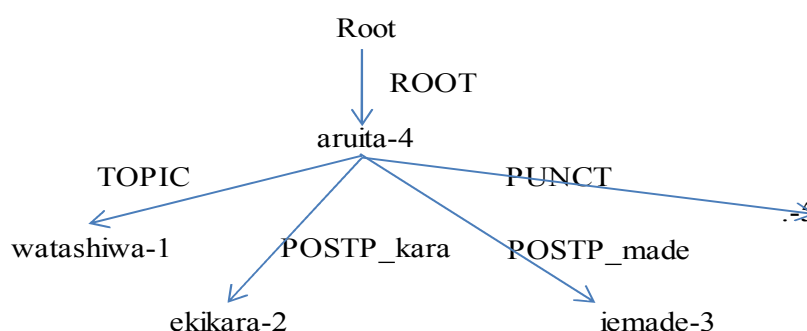 Root
ROOT
aruita-4
TOPIC
PUNCT
watashiwa-1
POSTP_kara
POSTP_made
ekikara-2
iemade-3